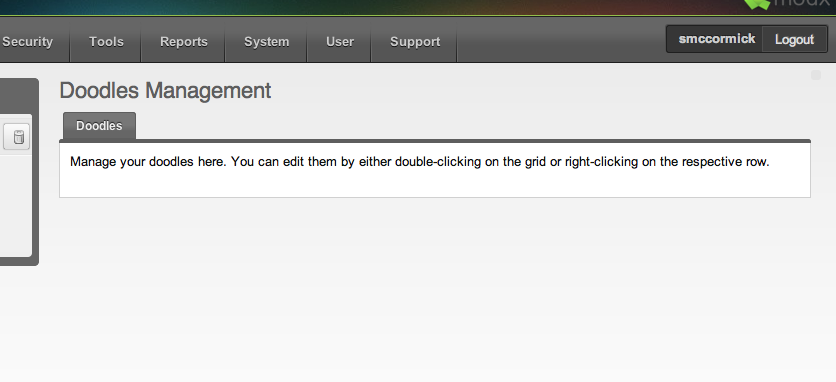 modx
Security Tools Reports System User Support smccormick Logout
Doodles Management
Doodles
Manage your doodles here. You can edit them by either double-clicking on the grid or right-clicking on the respective row.